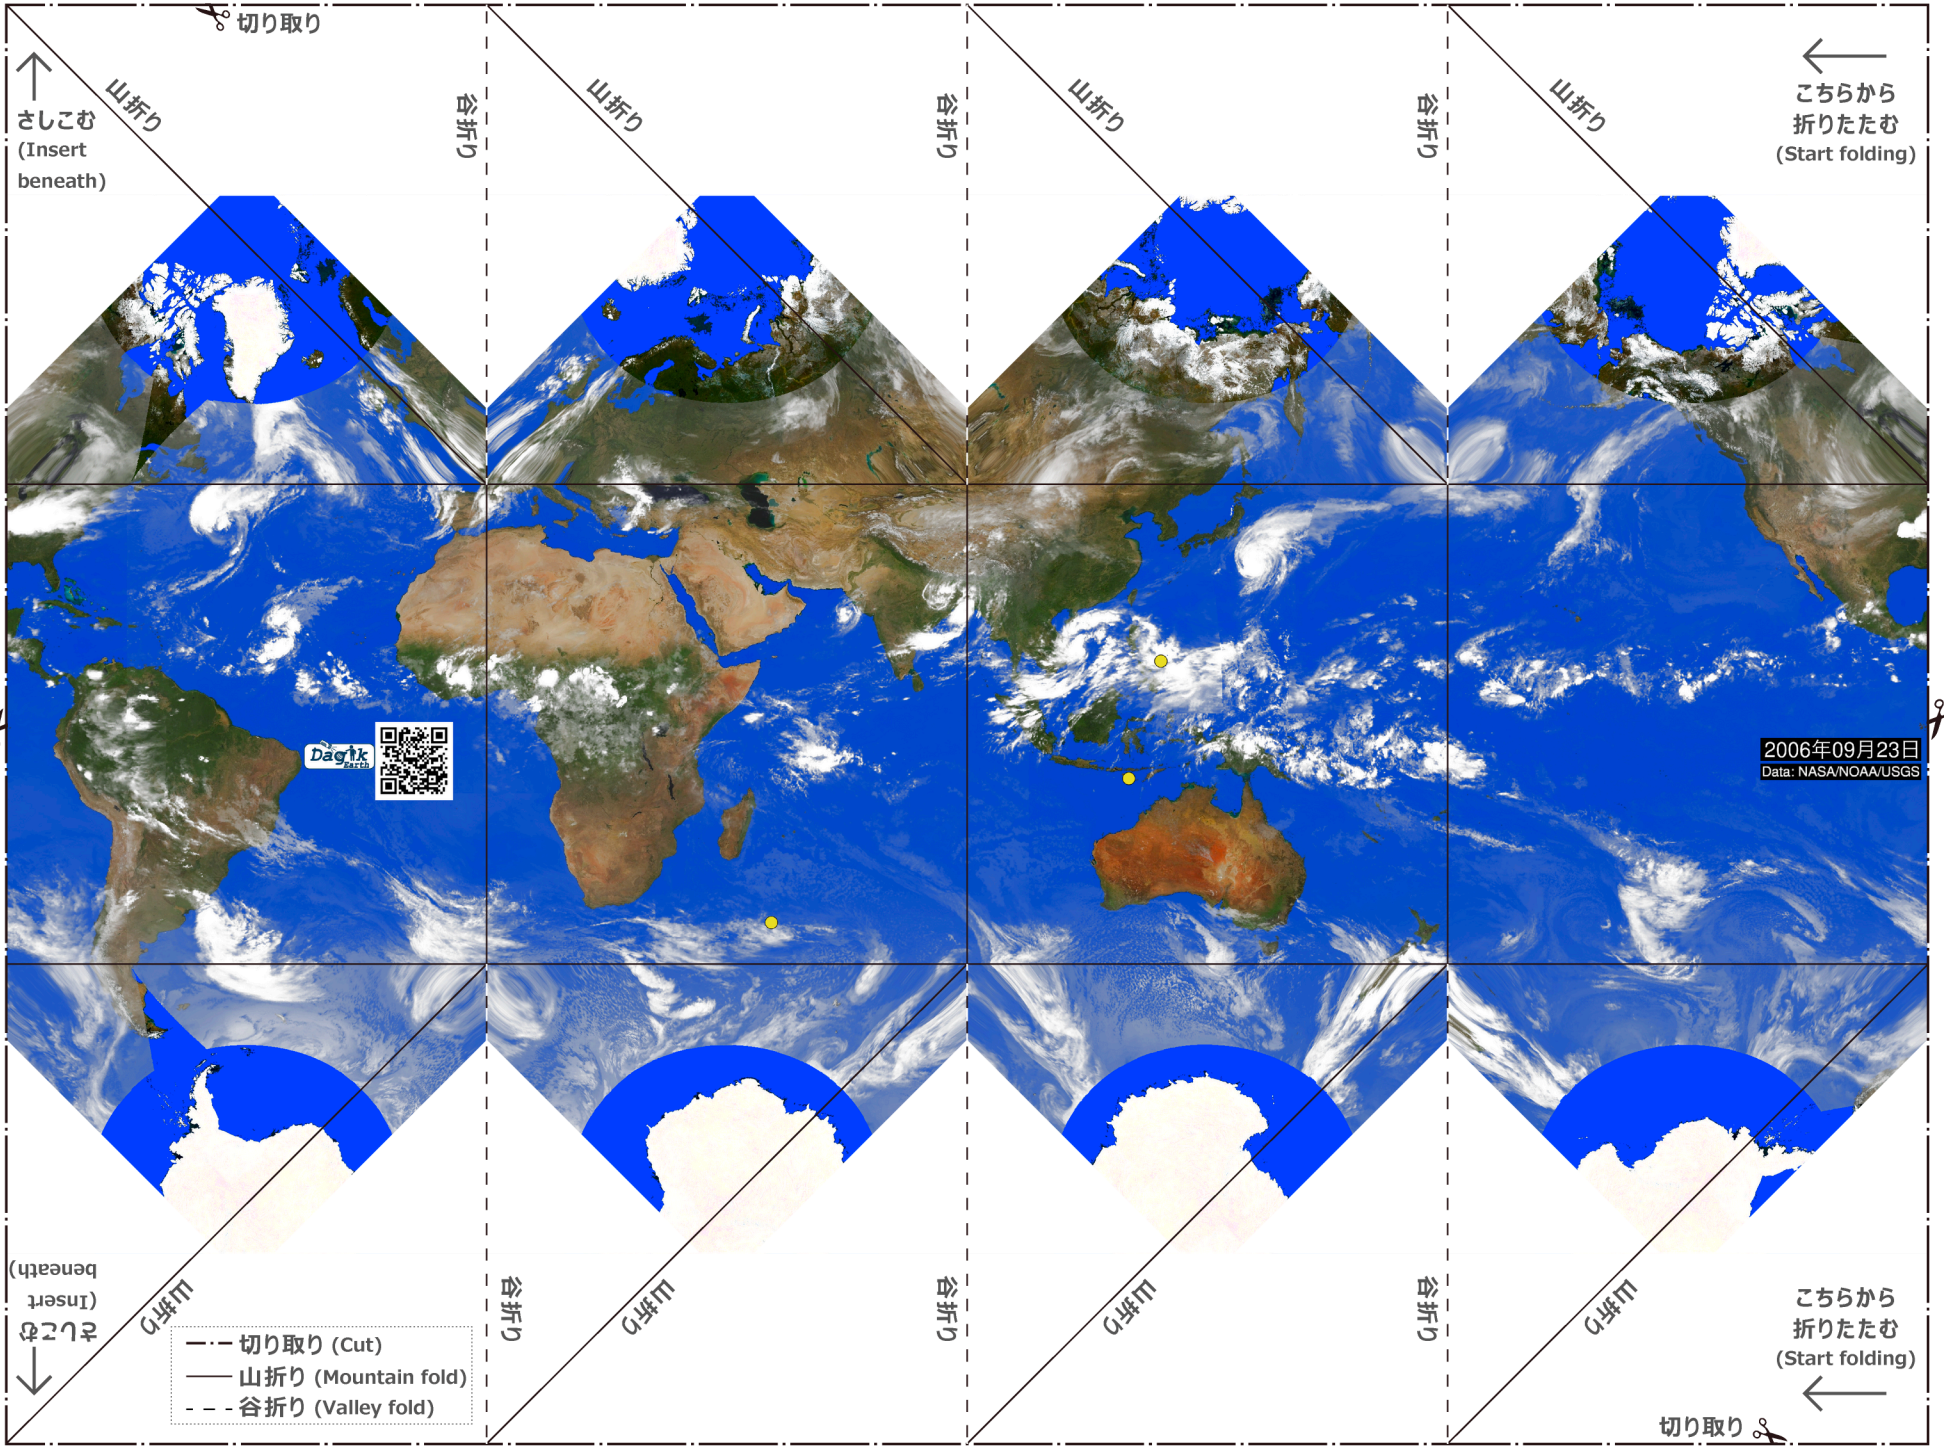 切り取り
山折り
谷折り
山折り
谷折り
山折り
谷折り
山折り
さしこむ
(Insert
beneath)
こちらから
折りたたむ
(Start folding)
Dagik
Earth
2006年09月23日
Data: NASA/NOAA/USGS
さしこむ
(Insert
beneath)
山折り
谷折り
山折り
谷折り
山折り
谷折り
山折り
こちらから
折りたたむ
(Start folding)
切り取り (Cut)
山折り (Mountain fold)
谷折り (Valley fold)
切り取り